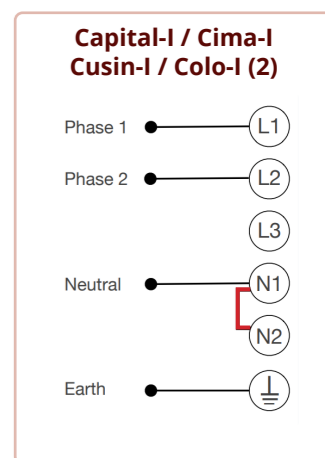 Capital-I / Cima-I
Cusin-I / Colo-I (2)
Phase 1 L1
Phase 2 L2
L3
Neutral N1
N2
Earth